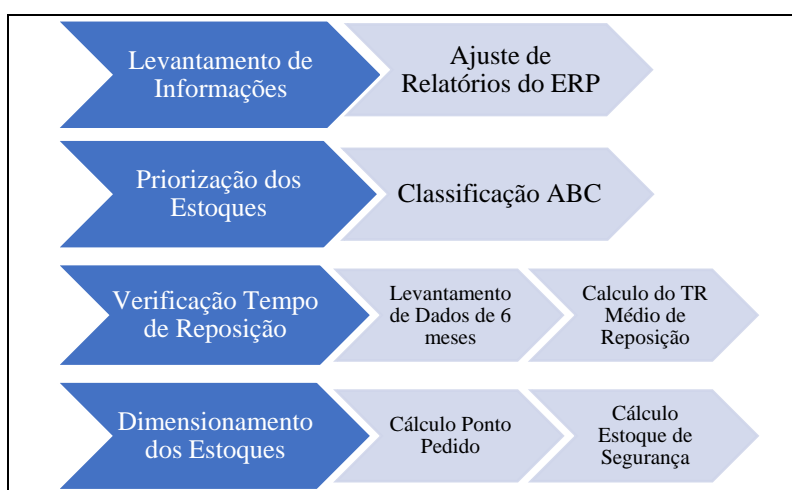 Levantamento de
Informações
Ajuste de
Relatórios do ERP
Priorização dos
Estoques
Classificação ABC
Verificação Tempo
de Reposição
Levantamento
de Dados de 6
meses
Calculo do TR
Médio de
Reposição
Dimensionamento
dos Estoques
Cálculo Ponto
Pedido
Cálculo
Estoque de
Segurança